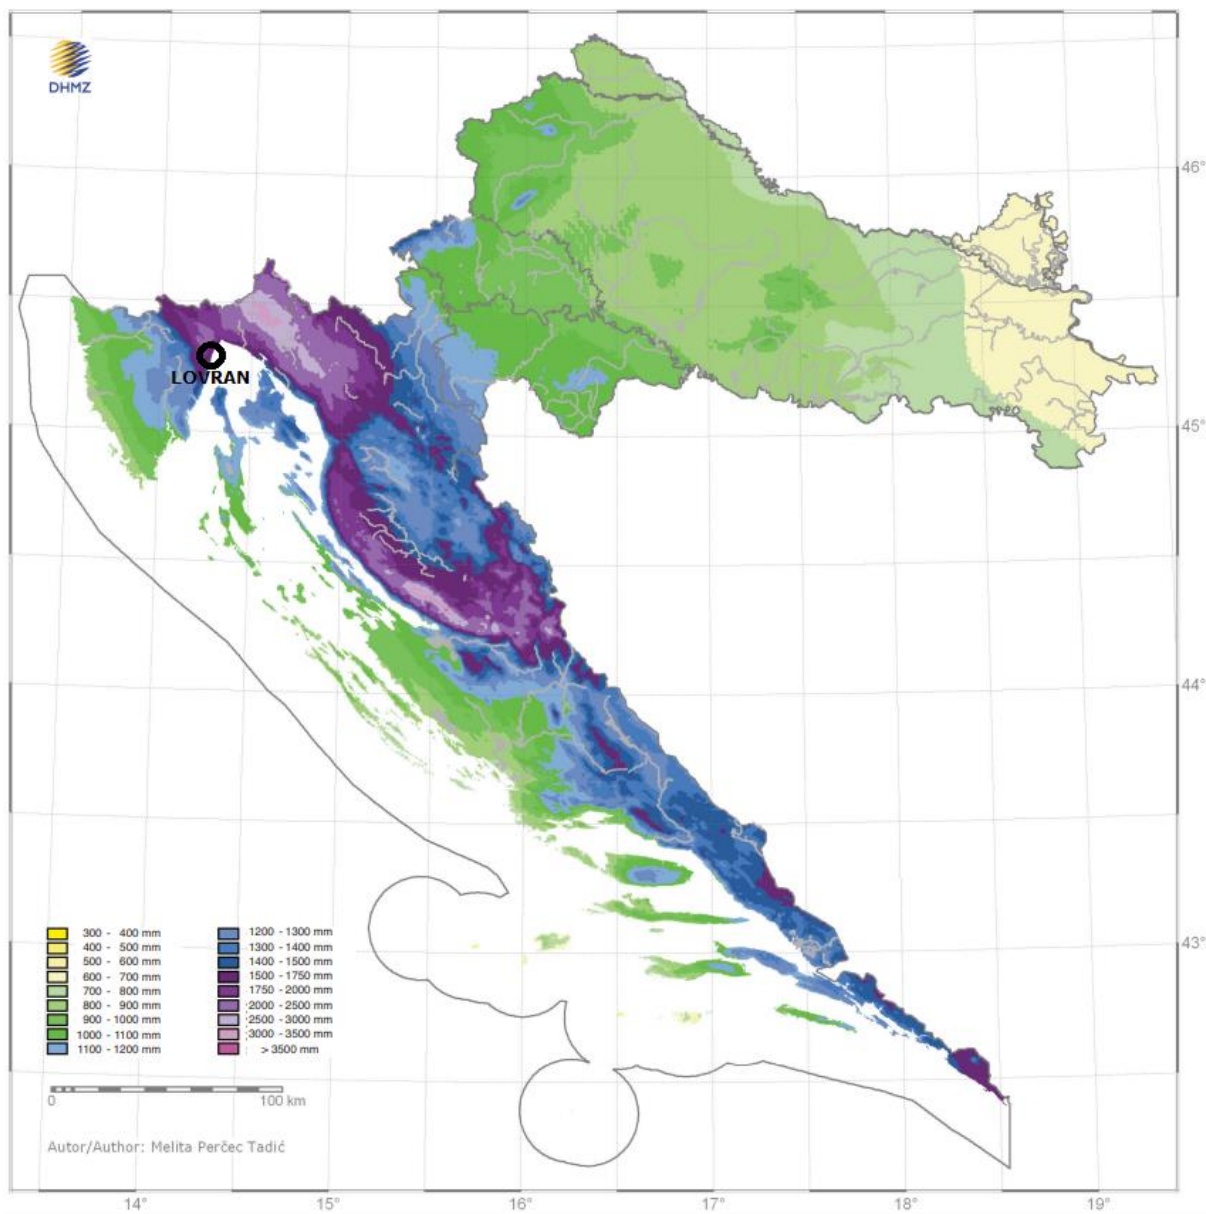 DHMZ
46°
LOVRAN
45°
44°
43°
300 - 400 mm
400 - 500 mm
500 - 600 mm
600 - 700 mm
700 - 800 mm
800 - 900 mm
900 - 1000 mm
1000 - 1100 mm
1100 - 1200 mm
1200 - 1300 mm
1300 - 1400 mm
1400 - 1500 mm
1500 - 1750 mm
1750 - 2000 mm
2000 - 2500 mm
2500 - 3000 mm
3000 - 3500 mm
> 3500 mm
0 100 km
Autor/Author: Melita Perčec Tadić
14° 15° 16° 17° 18° 19°